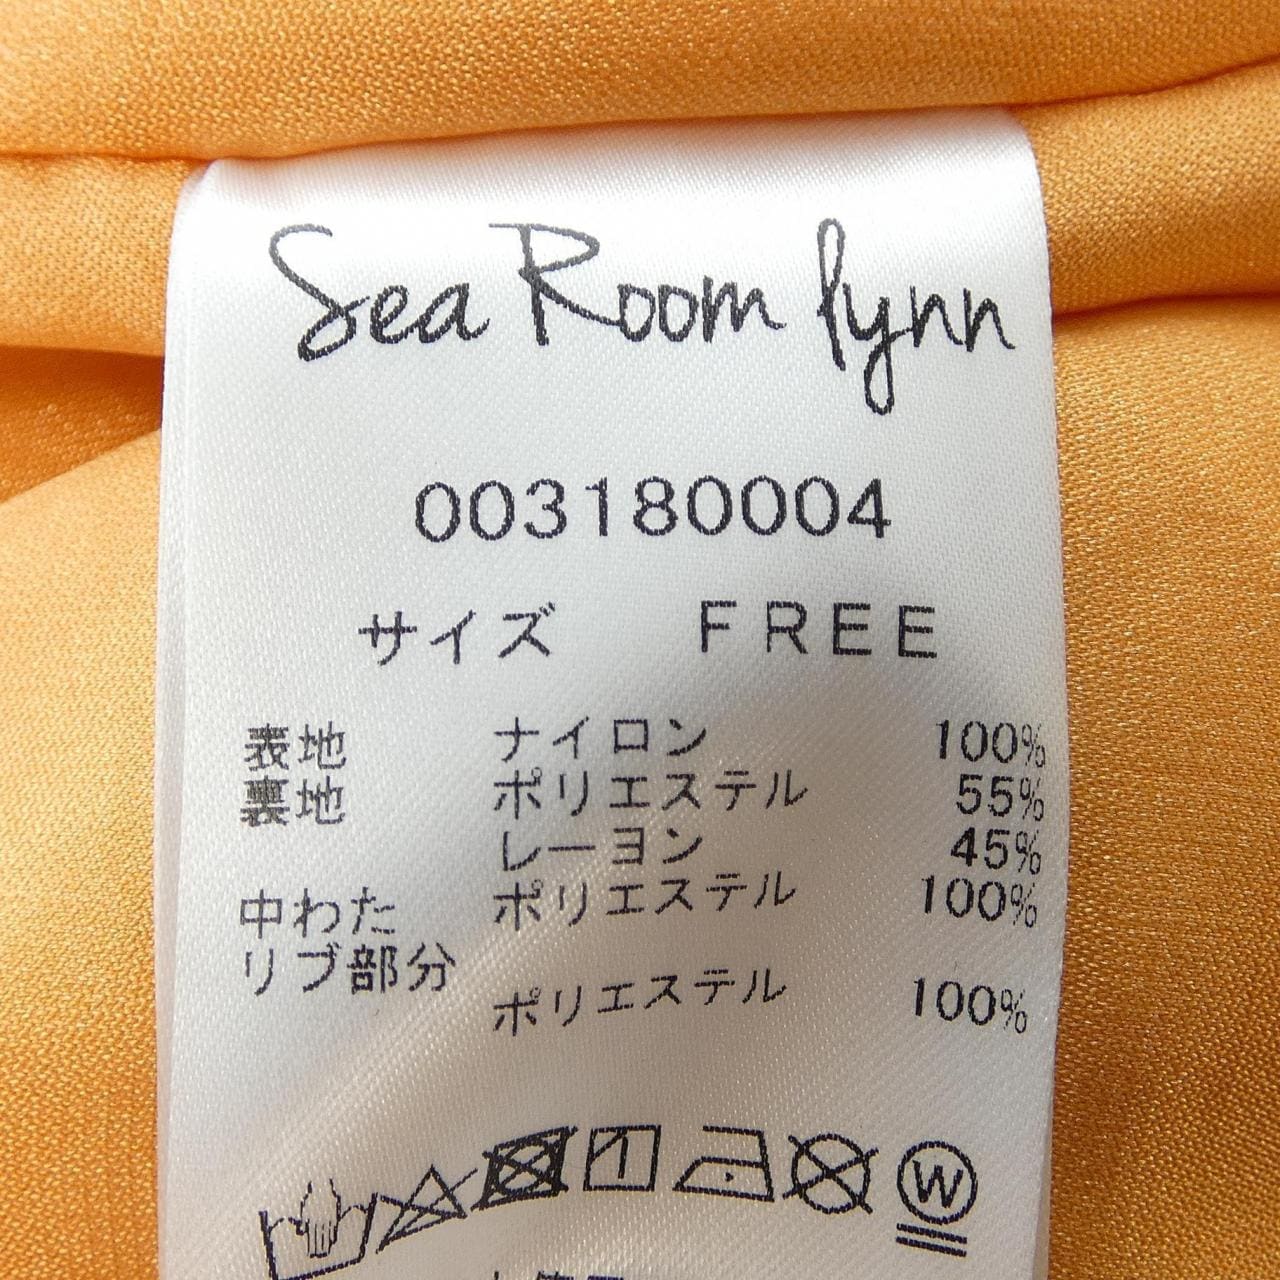 Sea Room lynn
003180004
サイズ FREE
表地 ナイロン 100%
裏地 ポリエステル 55%
レーヨン 45%
中わた ポリエステル 100%
リブ部分
ポリエステル 100%
W